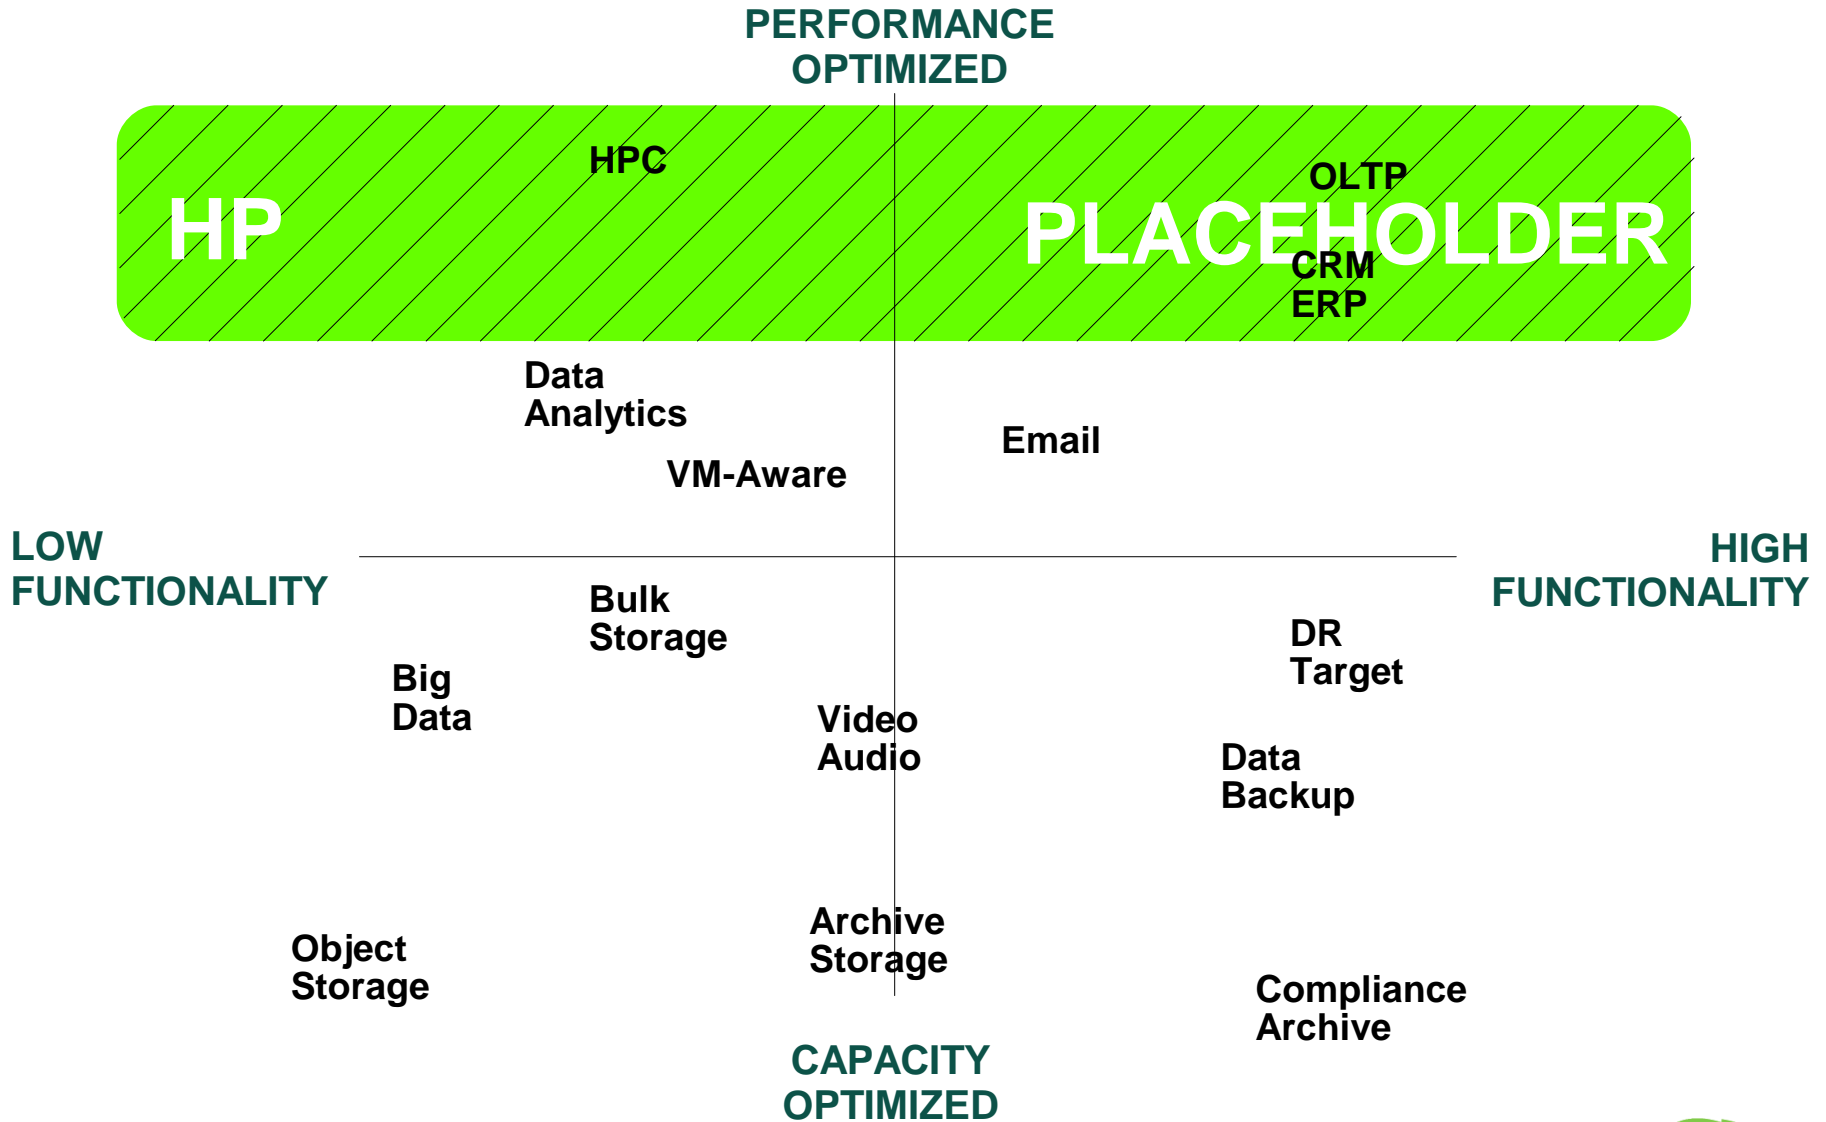 PERFORMANCE
OPTIMIZED
HPC
OLTP
HP
PLACEHOLDER
CRM
ERP
Data
Analytics
Email
VM-Aware
LOW
FUNCTIONALITY
HIGH
FUNCTIONALITY
Bulk
Storage
DR
Target
Big
Data
Video
Audio
Data
Backup
Archive
Storage
Object
Storage
Compliance
Archive
CAPACITY
OPTIMIZED